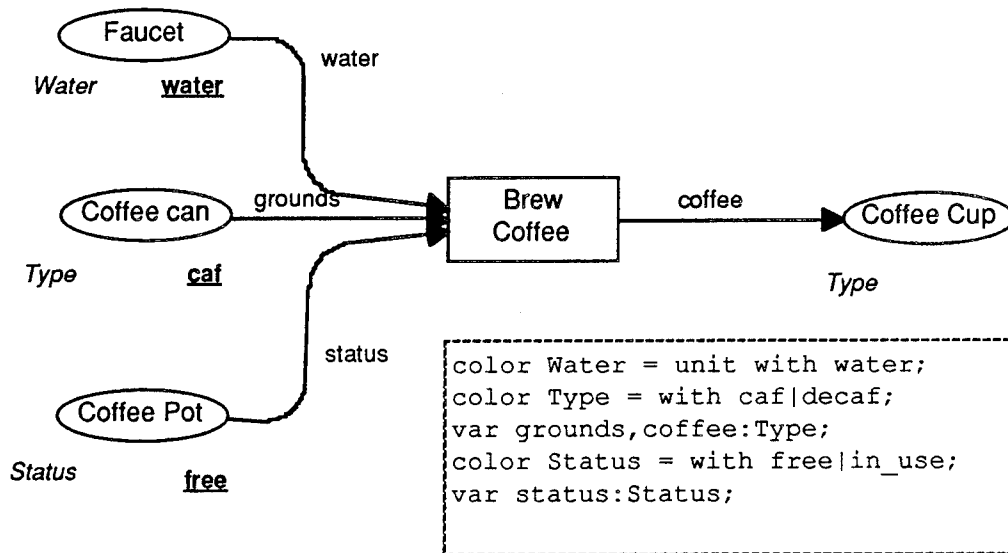 Faucet
water
Water
water
grounds
Coffee can
Type
caf
Brew
Coffee
coffee
Coffee Cup
Type
status
Coffee Pot
Status
free
color Water = unit with water;
color Type = with caf|decaf;
var grounds,coffee:Type;
color Status = with free|in_use;
var status:Status;